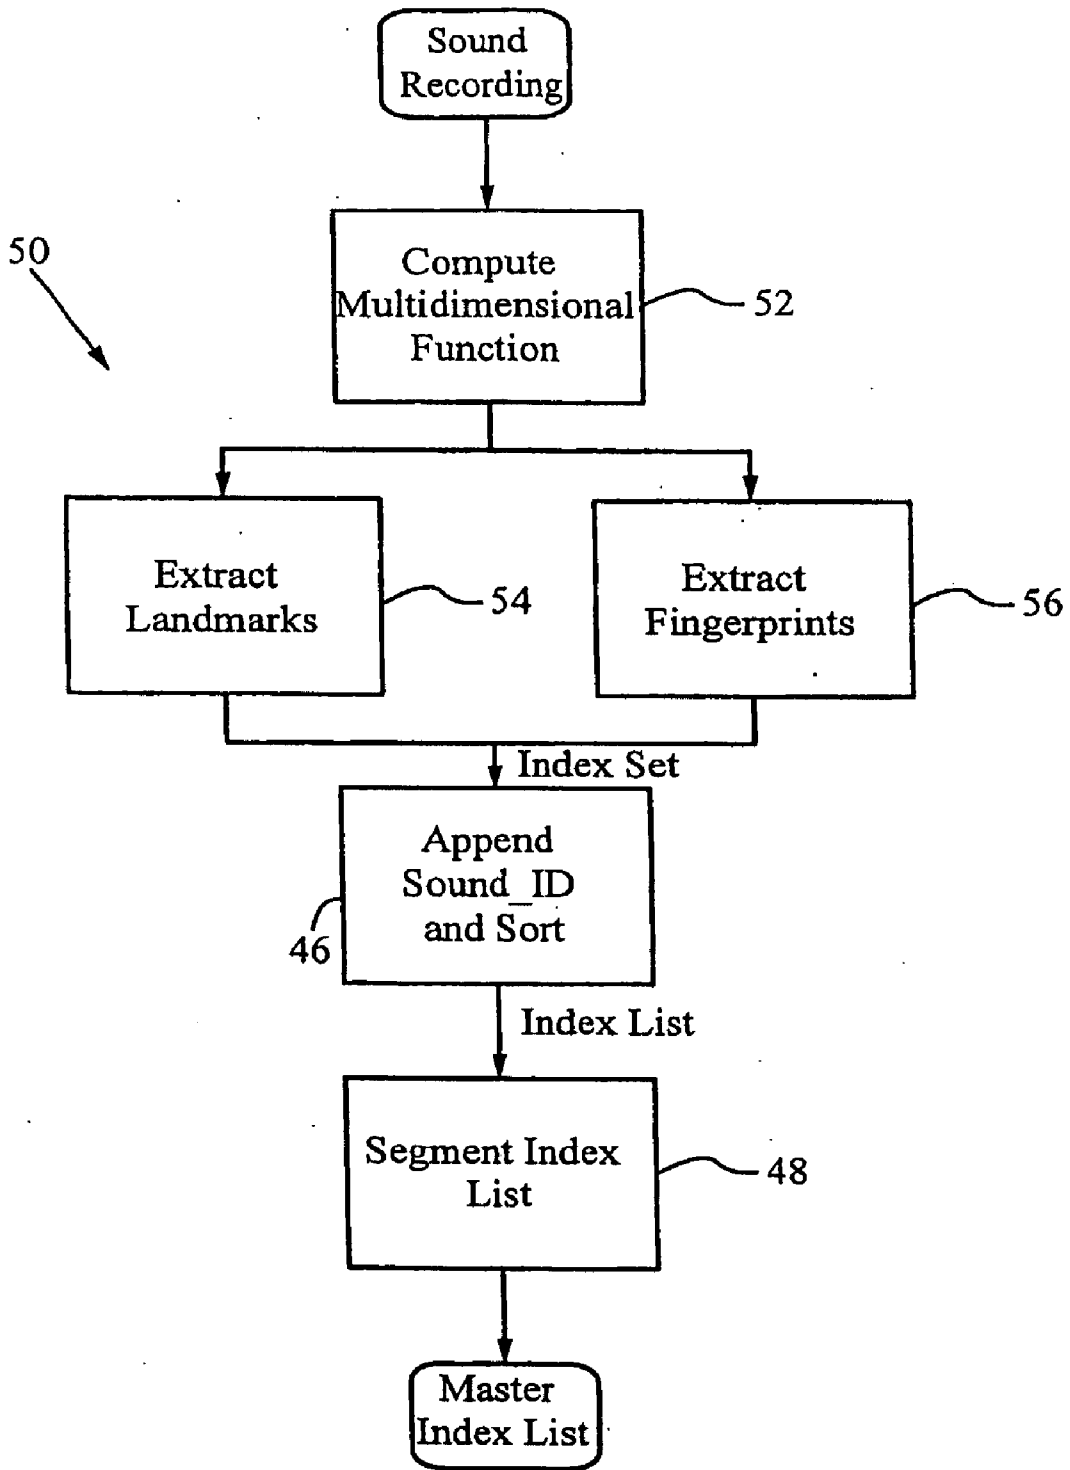 Sound
Recording
50
Compute
Multidimensional
Function
52
Extract
Landmarks
54
Extract
Fingerprints
56
Index Set
Append
Sound_ID
and Sort
46
Index List
Segment Index
List
48
Master
Index List